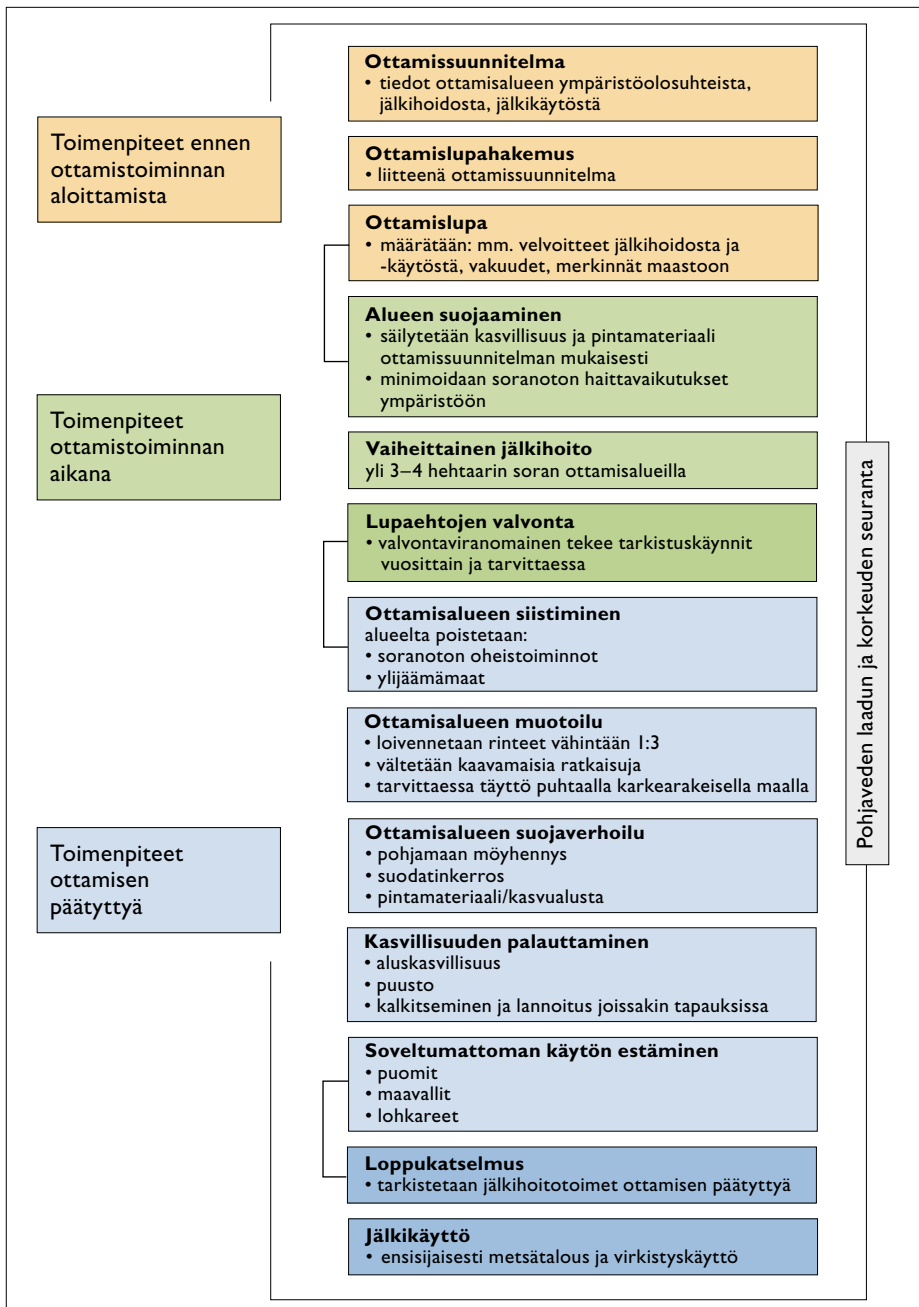 Toimenpiteet ennen
ottamistoiminnan
aloittamista
Ottamissuunnitelma
• tiedot ottamisalueen ympäristöolosuhteista,
jälkihoidosta, jälkikäytöstä
Ottamislupahakemus
• liitteenä ottamissuunnitelma
Ottamislupa
• määrätään: mm. velvoitteet jälkihoidosta ja
-käytöstä, vakuudet, merkinnät maastoon
Toimenpiteet
ottamistoiminnan
aikana
Alueen suojaaminen
• säilytetään kasvillisuus ja pintamateriaali
ottamissuunnitelman mukaisesti
• minimoidaan soranoton haittavaikutukset
ympäristöön
Vaiheittainen jälkihoito
yli 3–4 hehtaarin soran ottamisalueilla
Lupaehtojen valvonta
• valvontaviranomainen tekee tarkistuskäynnit
vuosittain ja tarvittaessa
Toimenpiteet
ottamisen
päätyttyä
Ottamisalueen siistiminen
alueelta poistetaan:
• soranoton oheistoiminnot
• ylijäämämaat
Ottamisalueen muotoilu
• loivennetaan rinteet vähintään 1:3
• vältetään kaavamaisia ratkaisuja
• tarvittaessa täyttö puhtaalla karkearakeisella maalla
Ottamisalueen suojaverhoilu
• pohjamaan möyhennys
• suodatinkerros
• pintamateriaali/kasvualusta
Kasvillisuuden palauttaminen
• aluskasvillisuus
• puusto
• kalkitseminen ja lannoitus joissakin tapauksissa
Soveltumattoman käytön estäminen
• puomit
• maavallit
• lohkareet
Loppukatselmus
• tarkistetaan jälkihoitotoimet ottamisen päätyttyä
Jälkikäyttö
• ensisijaisesti metsätalous ja virkistyskäyttö
Pohjaveden laadun ja korkeuden seuranta